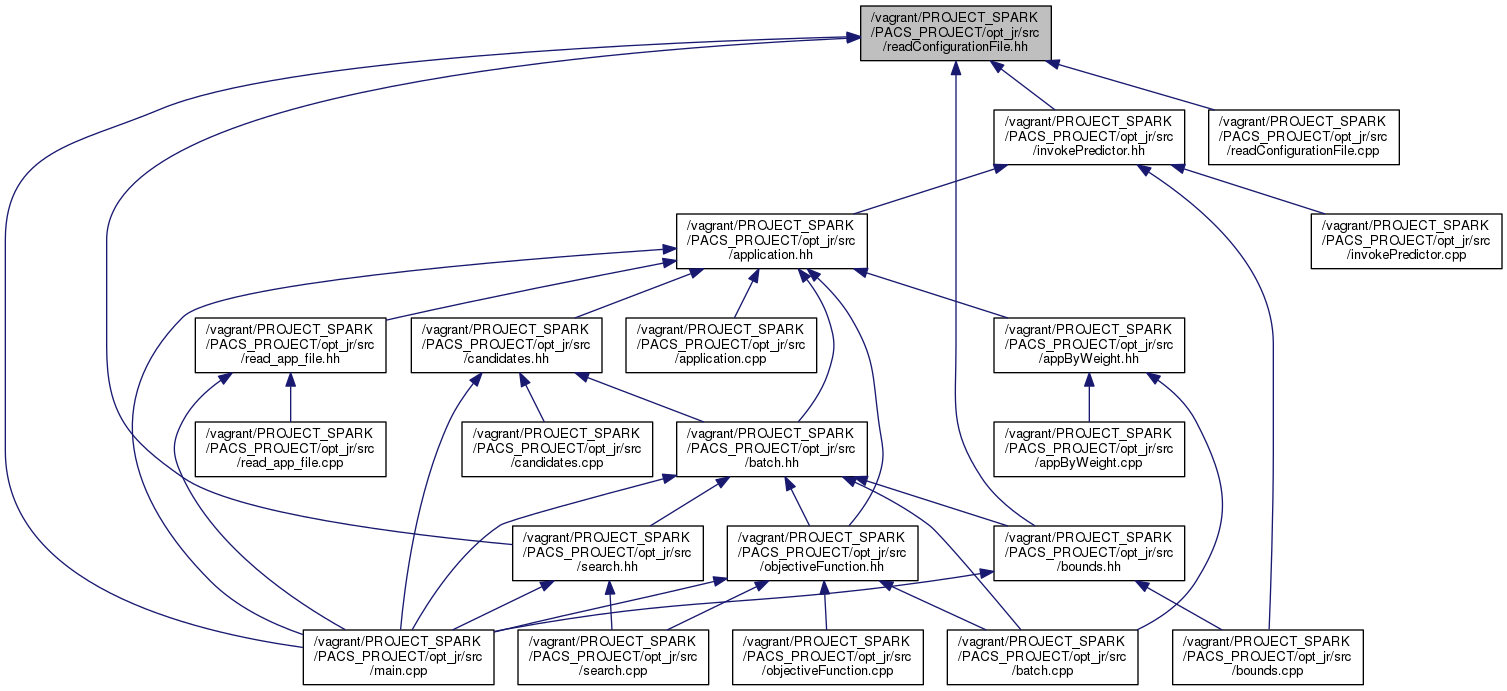 /vagrant/PROJECT_SPARK
/PACS_PROJECT/opt_jr/src
/readConfigurationFile.hh
/vagrant/PROJECT_SPARK
/PACS_PROJECT/opt_jr/src
/invokePredictor.hh
/vagrant/PROJECT_SPARK
/PACS_PROJECT/opt_jr/src
/readConfigurationFile.cpp
/vagrant/PROJECT_SPARK
/PACS_PROJECT/opt_jr/src
/application.hh
/vagrant/PROJECT_SPARK
/PACS_PROJECT/opt_jr/src
/invokePredictor.cpp
/vagrant/PROJECT_SPARK
/PACS_PROJECT/opt_jr/src
/read_app_file.hh
/vagrant/PROJECT_SPARK
/PACS_PROJECT/opt_jr/src
/candidates.hh
/vagrant/PROJECT_SPARK
/PACS_PROJECT/opt_jr/src
/application.cpp
/vagrant/PROJECT_SPARK
/PACS_PROJECT/opt_jr/src
/appByWeight.hh
/vagrant/PROJECT_SPARK
/PACS_PROJECT/opt_jr/src
/read_app_file.cpp
/vagrant/PROJECT_SPARK
/PACS_PROJECT/opt_jr/src
/candidates.cpp
/vagrant/PROJECT_SPARK
/PACS_PROJECT/opt_jr/src
/batch.hh
/vagrant/PROJECT_SPARK
/PACS_PROJECT/opt_jr/src
/appByWeight.cpp
/vagrant/PROJECT_SPARK
/PACS_PROJECT/opt_jr/src
/search.hh
/vagrant/PROJECT_SPARK
/PACS_PROJECT/opt_jr/src
/objectiveFunction.hh
/vagrant/PROJECT_SPARK
/PACS_PROJECT/opt_jr/src
/bounds.hh
/vagrant/PROJECT_SPARK
/PACS_PROJECT/opt_jr/src
/main.cpp
/vagrant/PROJECT_SPARK
/PACS_PROJECT/opt_jr/src
/search.cpp
/vagrant/PROJECT_SPARK
/PACS_PROJECT/opt_jr/src
/objectiveFunction.cpp
/vagrant/PROJECT_SPARK
/PACS_PROJECT/opt_jr/src
/batch.cpp
/vagrant/PROJECT_SPARK
/PACS_PROJECT/opt_jr/src
/bounds.cpp